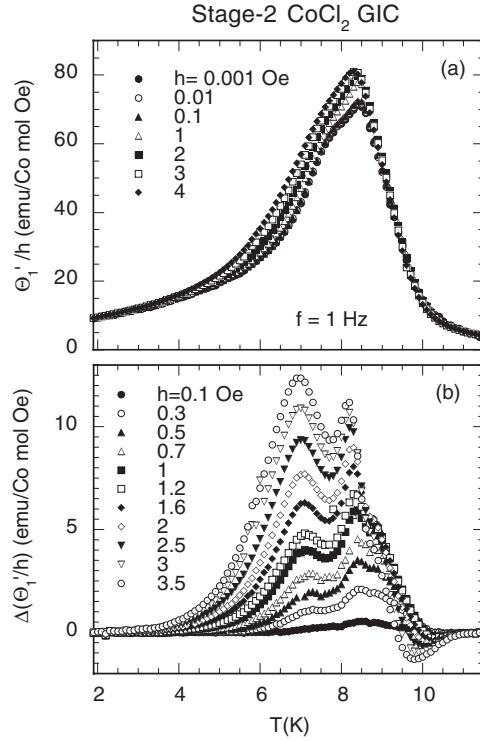 Stage-2 CoCl₂ GIC
(a)
h= 0.001 Oe
0.01
0.1
1
2
3
4
f = 1 Hz
Θ₁'/h (emu/Co mol Oe)
80
60
40
20
0
(b)
h=0.1 Oe
0.3
0.5
0.7
1
1.2
1.6
2
2.5
3
3.5
Δ(Θ₁'/h) (emu/Co mol Oe)
10
5
0
2 4 6 8 10
T(K)